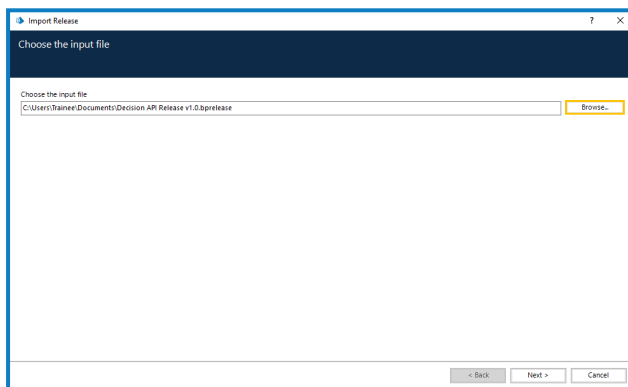 Import Release
? ×
Choose the input file
Choose the input file
C:\Users\Trainee\Documents\Decision API Release v1.0.bprelease
Browse...
< Back
Next >
Cancel